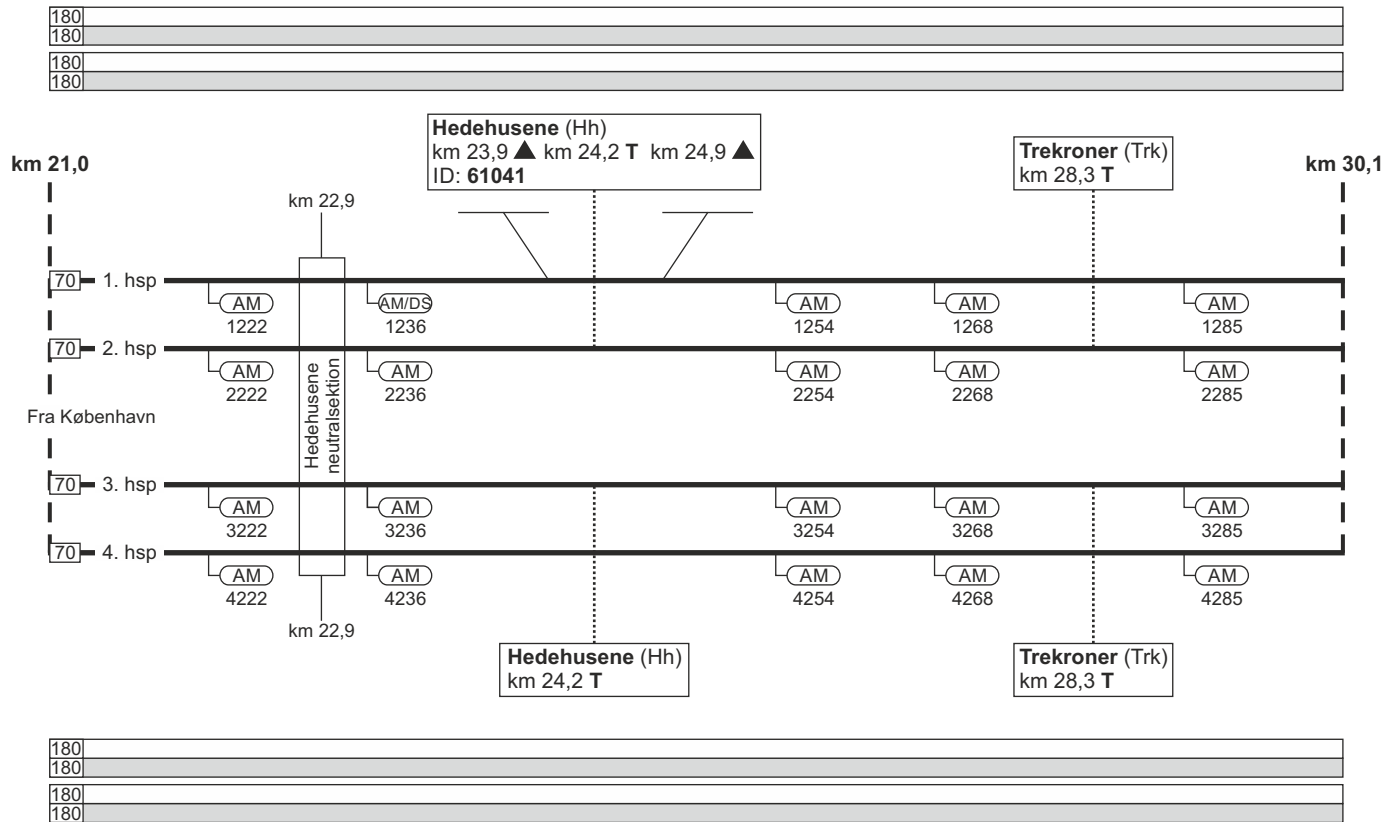 180
180
180
180
Hedehusene (Hh)
km 23,9 ▲ km 24,2 T km 24,9 ▲
ID: 61041
Trekroner (Trk)
km 28,3 T
km 21,0
km 30,1
km 22,9
70 1. hsp
AM AM/DS AM AM AM
1222 1236 1254 1268 1285
70 2. hsp
AM AM AM AM AM
2222 2236 2254 2268 2285
Hedehusene
neutralsektion
Fra København
70 3. hsp
AM AM AM AM AM
3222 3236 3254 3268 3285
70 4. hsp
AM AM AM AM AM
4222 4236 4254 4268 4285
km 22,9
Hedehusene (Hh)
km 24,2 T
Trekroner (Trk)
km 28,3 T
180
180
180
180